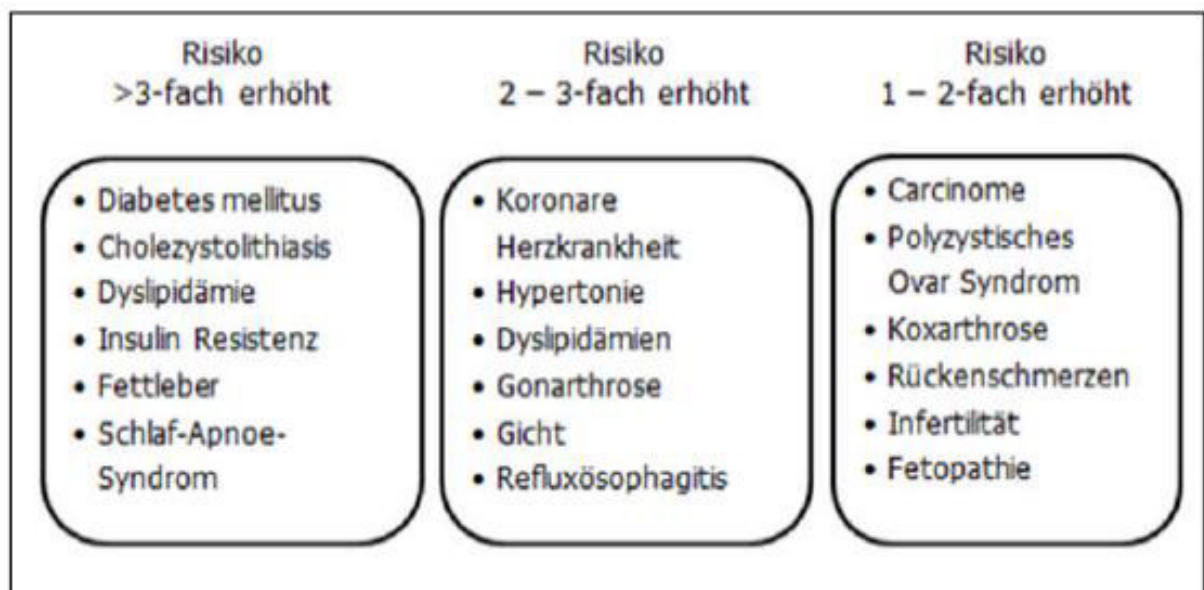 Risiko
>3-fach erhöht
• Diabetes mellitus
• Cholezystolithiasis
• Dyslipidämie
• Insulin Resistenz
• Fettleber
• Schlaf-Apnoe-
Syndrom
Risiko
2 – 3-fach erhöht
• Koronare
Herzkrankheit
• Hypertonie
• Dyslipidämien
• Gonarthrose
• Gicht
• Refluxösophagitis
Risiko
1 – 2-fach erhöht
• Carcinome
• Polyzystisches
Ovar Syndrom
• Koxarthrose
• Rückenschmerzen
• Infertilität
• Fetopathie